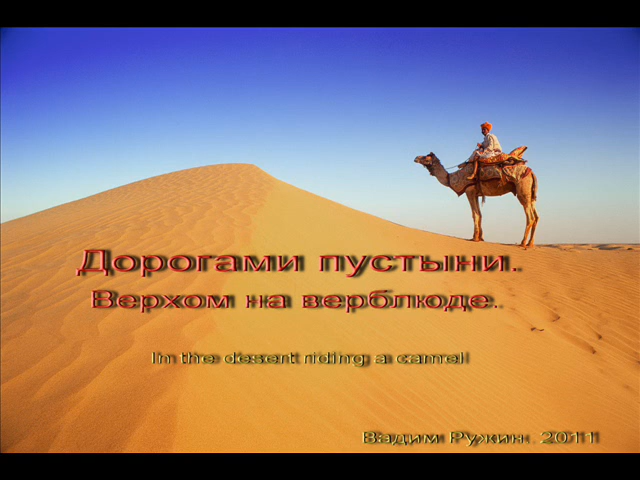 Дорогами пустыни.
Верхом на верблюде.
In the desert riding a camel
Вадим Ружин. 2011